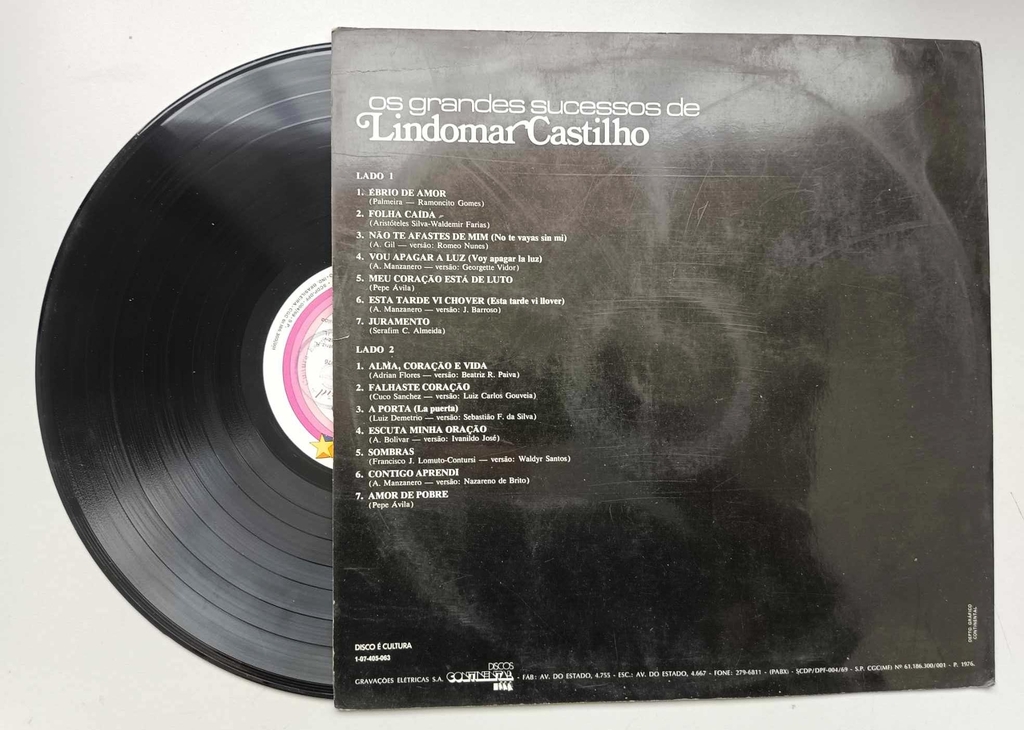 os grandes sucessos de
Lindomar Castilho
LADO 1
1. ÉBRIO DE AMOR
(Palmeira — Ramoncito Gomes)
2. FOLHA CAÍDA
(Aristóteles Silva-Waldemir Farias)
3. NÃO TE AFASTES DE MIM (No te vayas sin mi)
(A. Gil — versão: Romeo Nunes)
4. VOU APAGAR A LUZ (Voy apagar la luz)
(A. Manzanero — versão: Georgette Vidor)
5. MEU CORAÇÃO ESTÁ DE LUTO
(Pepe Ávila)
6. ESTA TARDE VI CHOVER (Esta tarde vi llover)
(A. Manzanero — versão: J. Barroso)
7. JURAMENTO
(Serafim C. Almeida)
LADO 2
1. ALMA, CORAÇÃO E VIDA
(Adrian Flores — versão: Beatriz R. Paiva)
2. FALHASTE CORAÇÃO
(Cuco Sanchez — versão: Luiz Carlos Gouveia)
3. A PORTA (La puerta)
(Luiz Demetrio — versão: Sebastião F. da Silva)
4. ESCUTA MINHA ORAÇÃO
(A. Bolivar — versão: Ivanildo José)
5. SOMBRAS
(Francisco J. Lomuto-Contursi — versão: Waldyr Santos)
6. CONTIGO APRENDI
(A. Manzanero — versão: Nazareno de Brito)
7. AMOR DE POBRE
(Pepe Ávila)
DEPTO. GRÁFICO
CONTINENTAL
DISCO É CULTURA
1-07-405-063
GRAVAÇÕES ELÉTRICAS S.A. DISCOS CONTINENTAL - FAB: AV. DO ESTADO, 4.755 - ESC.: AV. DO ESTADO, 4.667 - FONE: 279-6811 - (PABX) - SCDP/DPF-004/69 - S.P. CGC(MF) Nº 61.186.300/001 - P. 1976.